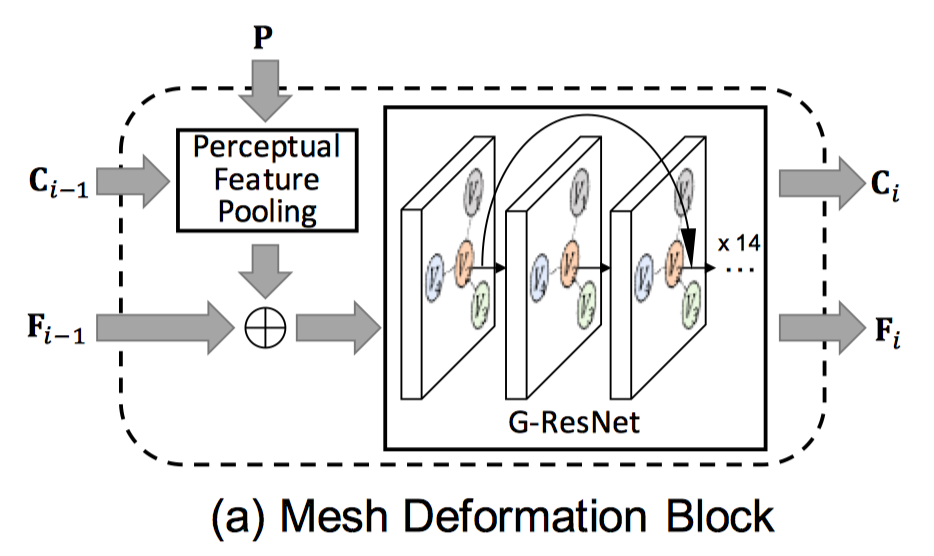 P
Perceptual
Feature
Pooling
C𝑖−1
C𝑖
x 14
...
F𝑖−1
F𝑖
G-ResNet
(a) Mesh Deformation Block